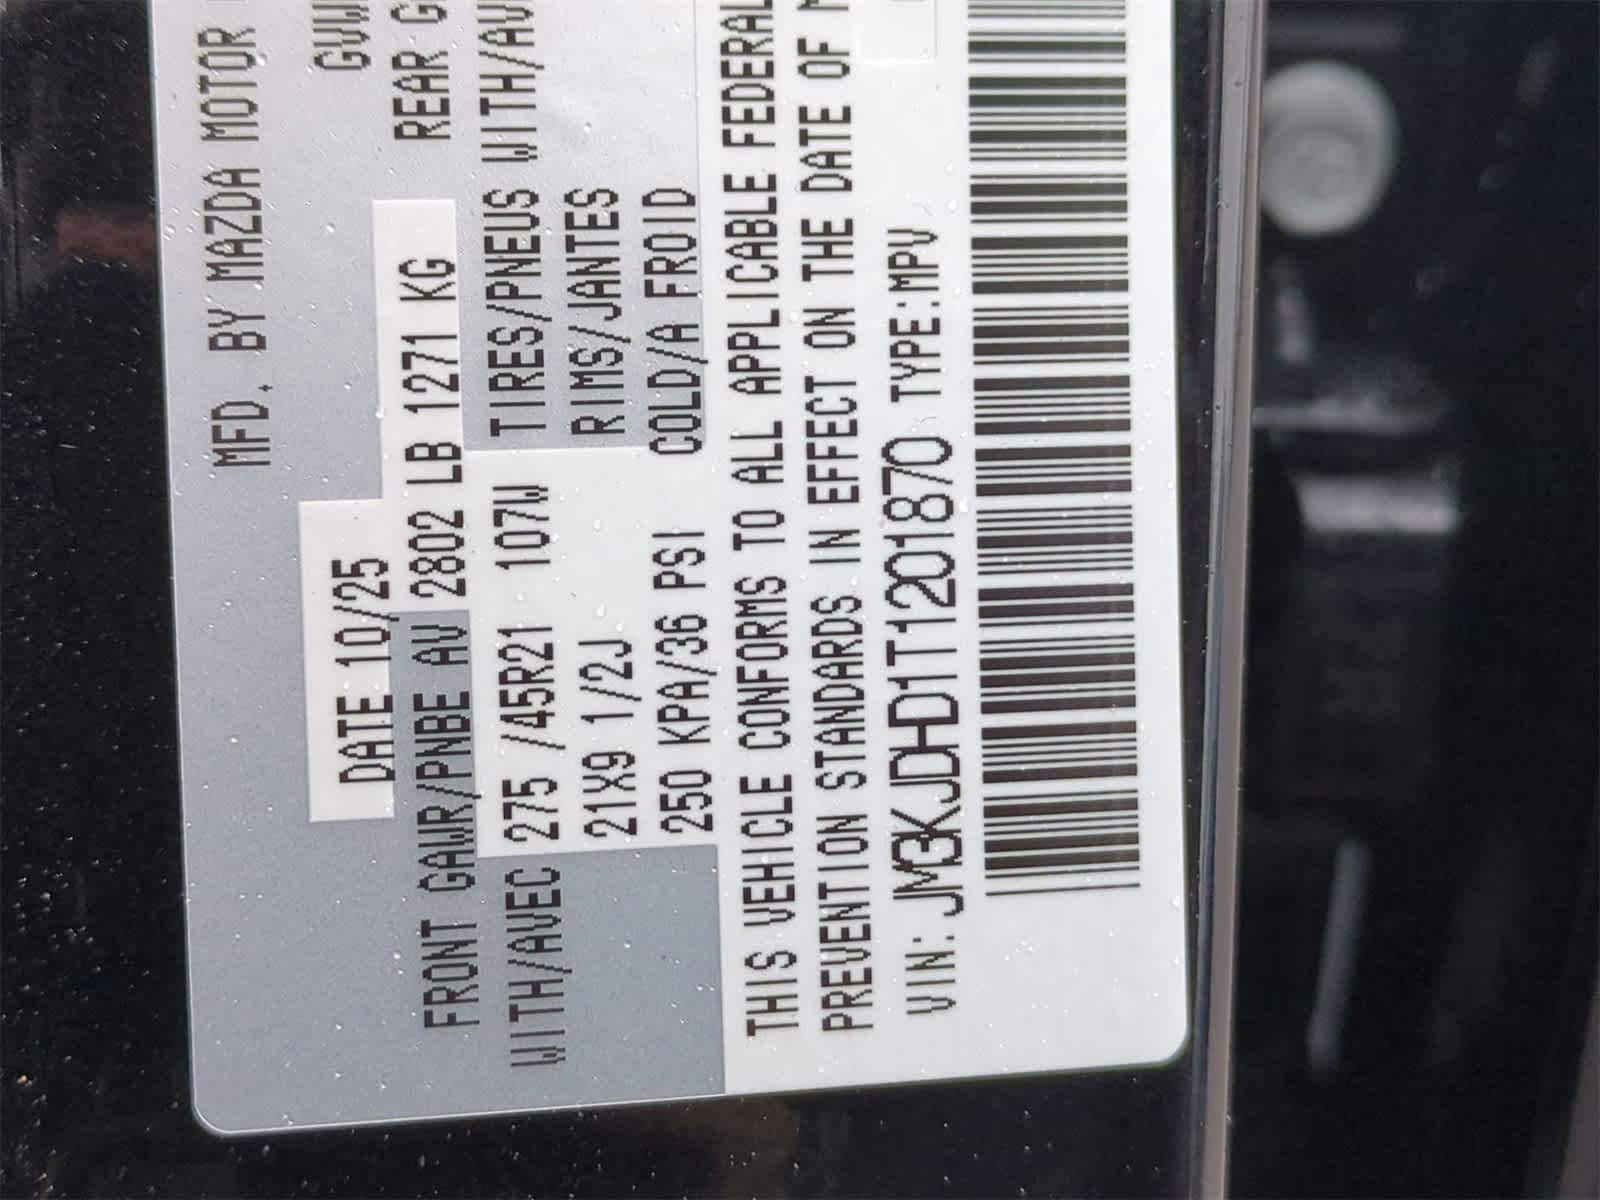 MFD. BY MAZDA MOTOR
DATE 10/25
GVW
FRONT GAWR/PNBE AV 2802 LB 1271 KG
REAR G
WITH/AVEC 275 /45R21 107W TIRES/PNEUS WITH/AV
21X9 1/2J RIMS/JANTES
250 KPA/36 PSI COLD/A FROID
THIS VEHICLE CONFORMS TO ALL APPLICABLE FEDERAL
PREVENTION STANDARDS IN EFFECT ON THE DATE OF M
VIN: JM3KJDHD1T1201870 TYPE:MPV